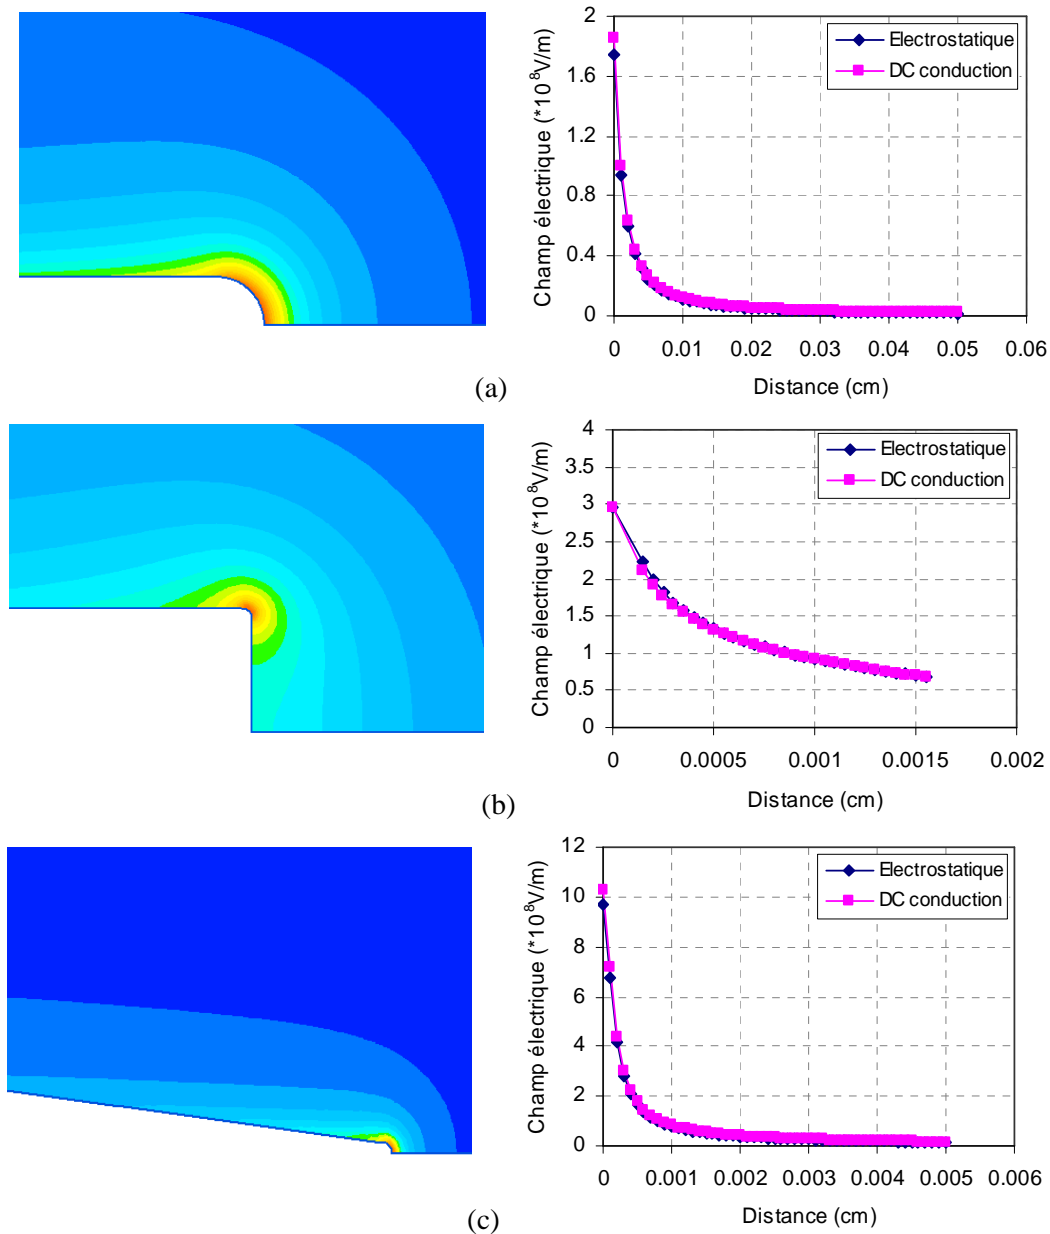 2
1.6
1.2
0.8
0.4
0
0 0.01 0.02 0.03 0.04 0.05 0.06
Champ électrique (*10⁸V/m)
Distance (cm)
Electrostatique
DC conduction
(a)
4
3.5
3
2.5
2
1.5
1
0.5
0
0 0.0005 0.001 0.0015 0.002
Champ électrique (*10⁸V/m)
Distance (cm)
Electrostatique
DC conduction
(b)
12
10
8
6
4
2
0
0 0.001 0.002 0.003 0.004 0.005 0.006
Champ électrique (*10⁸V/m)
Distance (cm)
Electrostatique
DC conduction
(c)